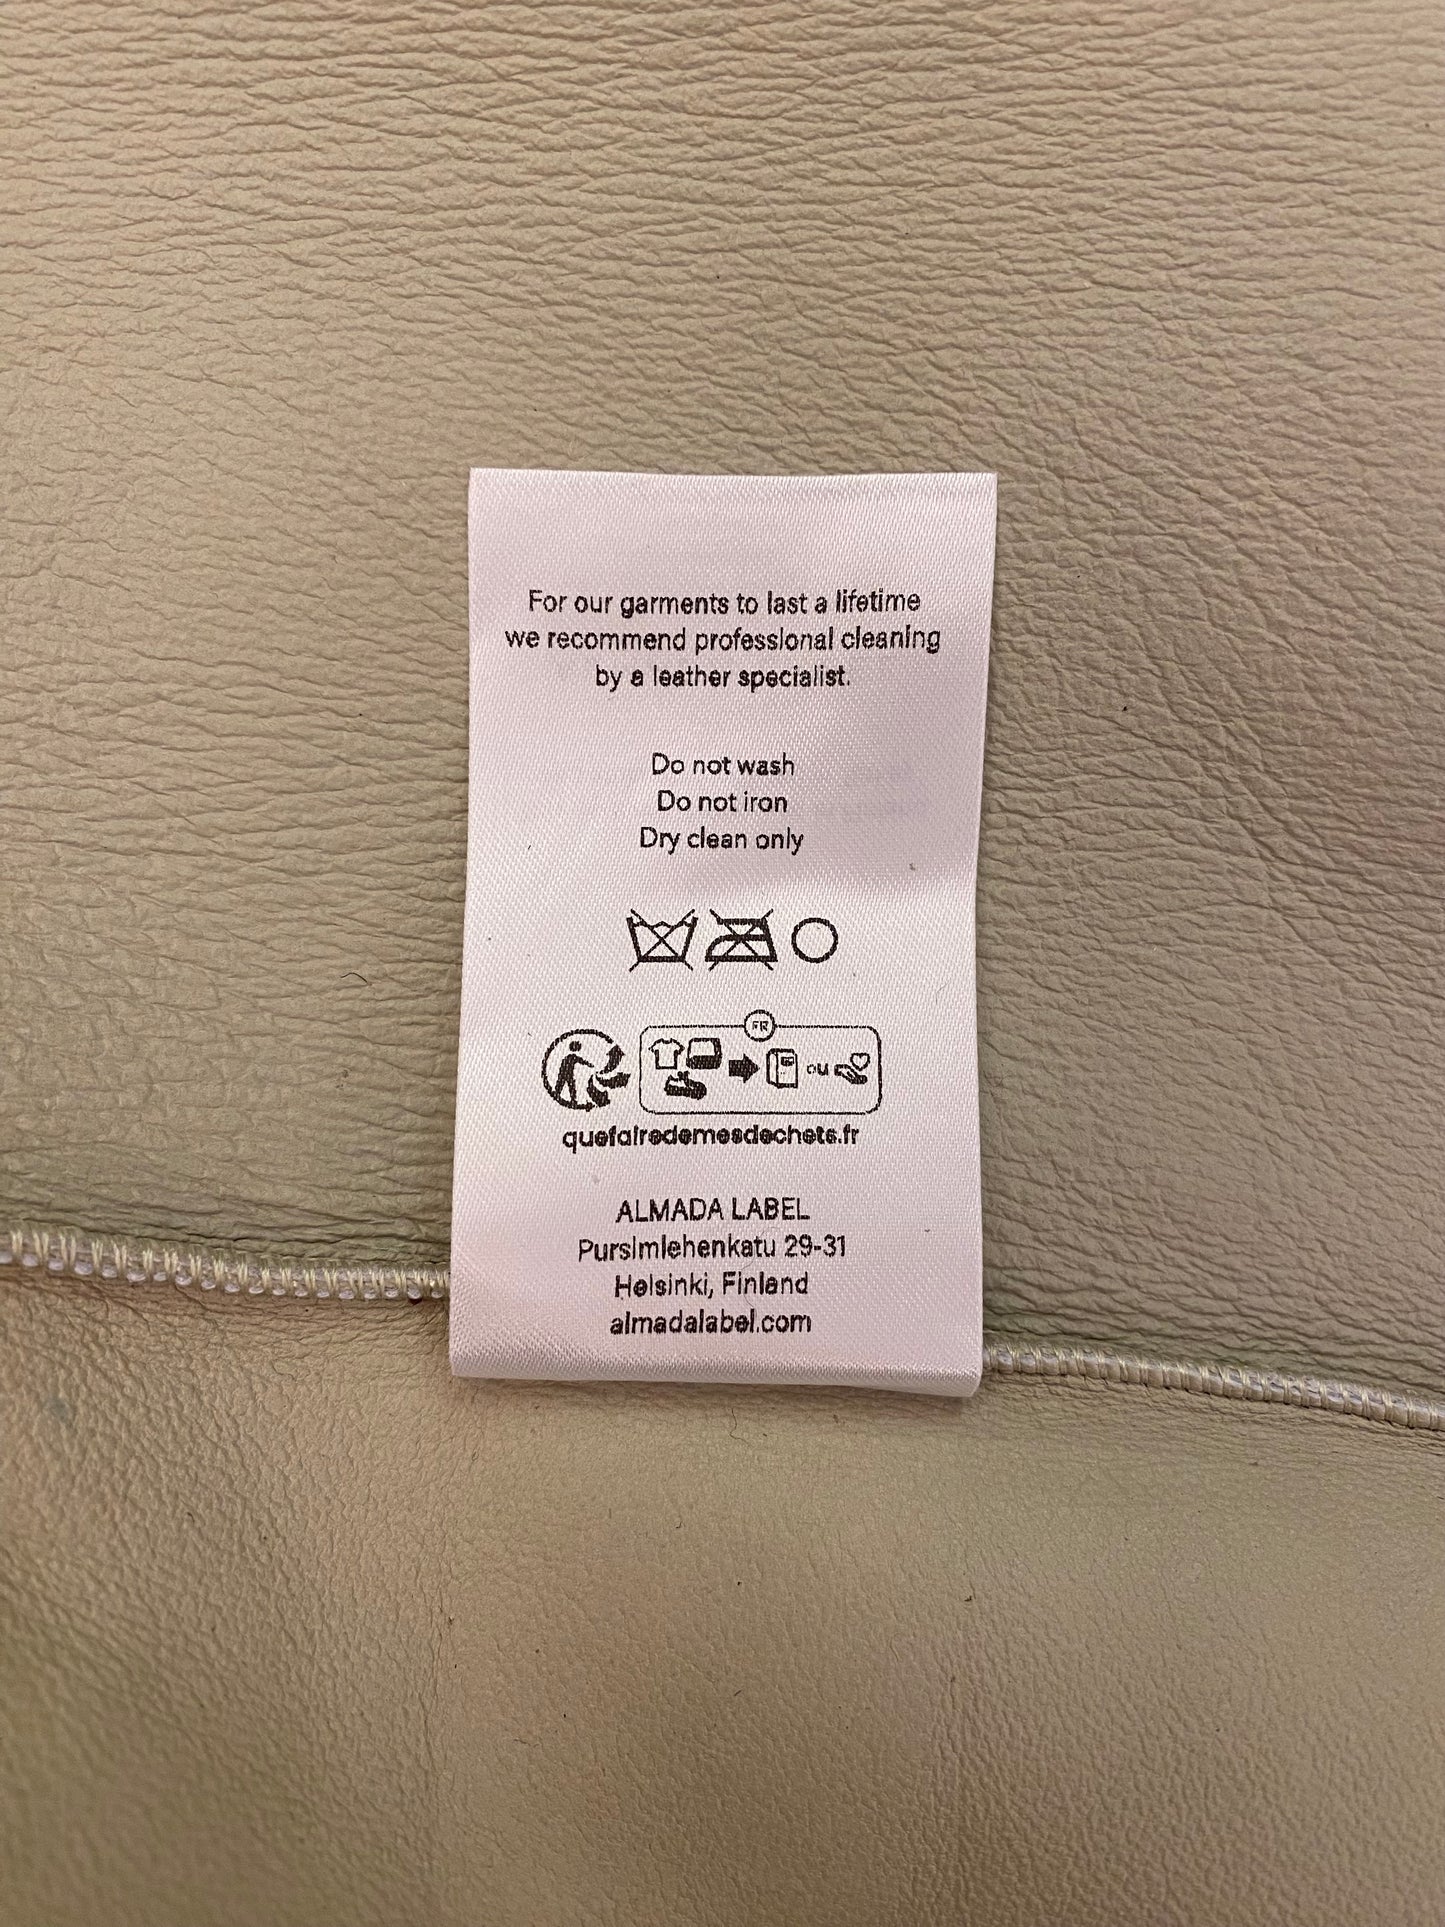 For our garments to last a lifetime
we recommend professional cleaning
by a leather specialist.
Do not wash
Do not iron
Dry clean only
FR
ou
quefairedemesdechets.fr
ALMADA LABEL
Pursimiehenkatu 29-31
Helsinki, Finland
almadalabel.com